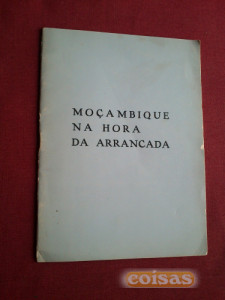 MOÇAMBIQUE
NA HORA
DA ARRANCADA
coisas